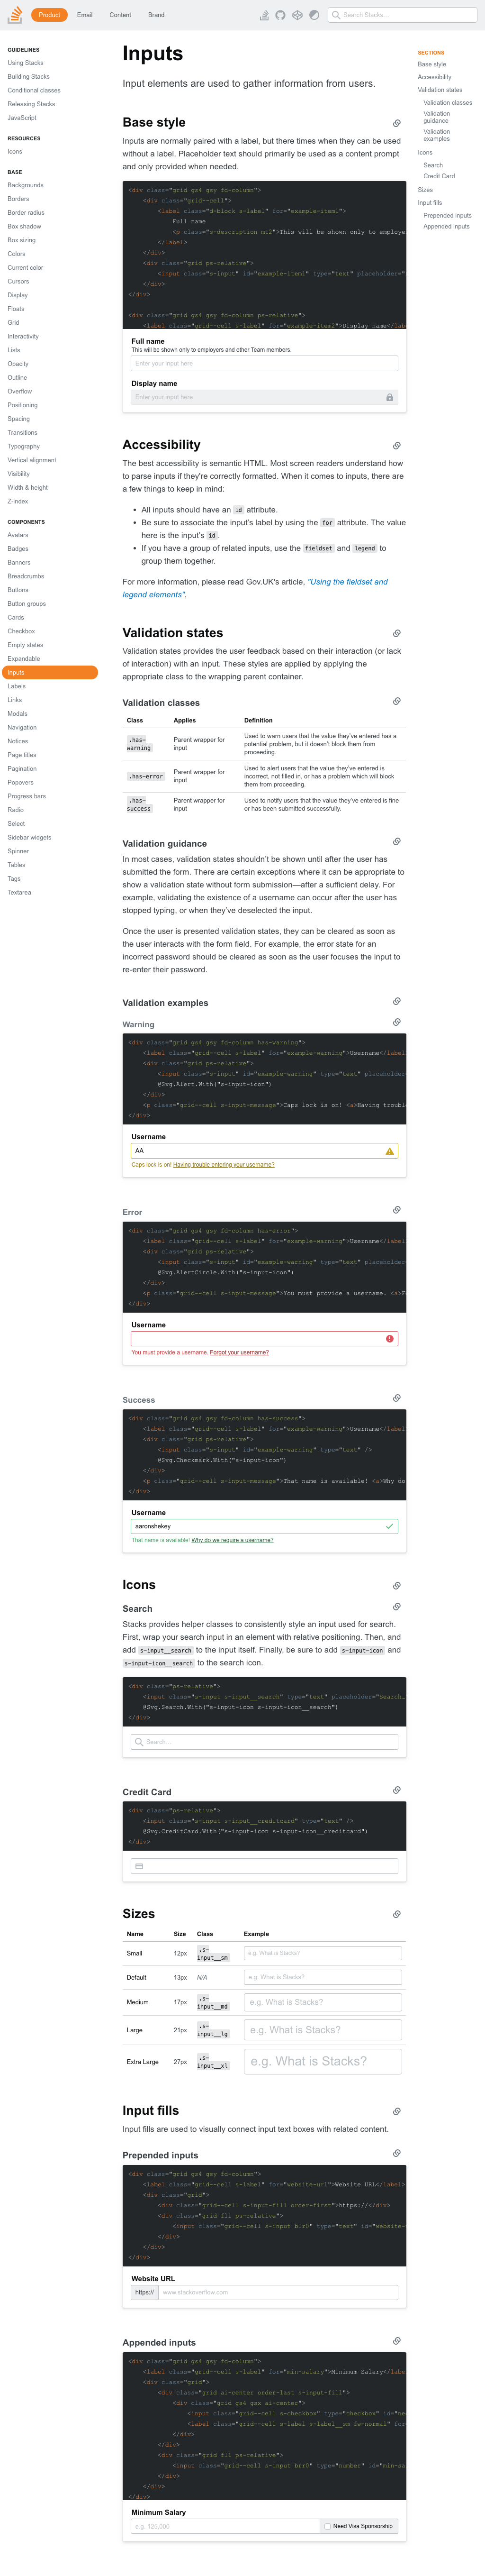 Product
Email
Content
Brand
Search Stacks…
GUIDELINES
Using Stacks
Building Stacks
Conditional classes
Releasing Stacks
JavaScript
RESOURCES
Icons
BASE
Backgrounds
Borders
Border radius
Box shadow
Box sizing
Colors
Current color
Cursors
Display
Floats
Grid
Interactivity
Lists
Opacity
Outline
Overflow
Positioning
Spacing
Transitions
Typography
Vertical alignment
Visibility
Width & height
Z-index
COMPONENTS
Avatars
Badges
Banners
Breadcrumbs
Buttons
Button groups
Cards
Checkbox
Empty states
Expandable
Inputs
Labels
Links
Modals
Navigation
Notices
Page titles
Pagination
Popovers
Progress bars
Radio
Select
Sidebar widgets
Spinner
Tables
Tags
Textarea
Inputs
Input elements are used to gather information from users.
Base style
Inputs are normally paired with a label, but there are times when they can be used
without a label. Placeholder text should primarily be used as a content prompt
and only provided when needed.
<div class="grid gs4 gsy fd-column">
<div class="grid--cell">
<label class="d-block s-label" for="example-item1">
Full name
<p class="s-description mt2">This will be shown only to employe
</label>
</div>
<div class="grid ps-relative">
<input class="s-input" id="example-item1" type="text" placeholder="
</div>
</div>
<div class="grid gs4 gsy fd-column ps-relative">
<label class="grid--cell s-label" for="example-item2">Display name</label
Full name
This will be shown only to employers and other Team members.
Enter your input here
Display name
Enter your input here
Accessibility
The best accessibility is semantic HTML. Most screen readers understand how
to parse inputs if they're correctly formatted. When it comes to inputs, there are
a few things to keep in mind:
All inputs should have an id attribute.
Be sure to associate the input’s label by using the for attribute. The value
here is the input's id.
If you have a group of related inputs, use the fieldset and legend to
group them together.
For more information, please read Gov.UK's article, "Using the fieldset and
legend elements".
Validation states
Validation states provides the user feedback based on their interaction (or lack
of interaction) with an input. These styles are applied by applying the
appropriate class to the wrapping parent container.
Validation classes
Class Applies Definition
.has-warning Parent wrapper for input Used to warn users that the value they've entered has a potential problem, but it doesn't block them from proceeding.
.has-error Parent wrapper for input Used to alert users that the value they've entered is incorrect, not filled in, or has a problem which will block them from proceeding.
.has-success Parent wrapper for input Used to notify users that the value they've entered is fine or has been submitted successfully.
Validation guidance
In most cases, validation states shouldn’t be shown until after the user has
submitted the form. There are certain exceptions where it can be appropriate to
show a validation state without form submission—after a sufficient delay. For
example, validating the existence of a username can occur after the user has
stopped typing, or when they’ve deselected the input.
Once the user is presented validation states, they can be cleared as soon as
the user interacts with the form field. For example, the error state for an
incorrect password should be cleared as soon as the user focuses the input to
re-enter their password.
Validation examples
Warning
<div class="grid gs4 gsy fd-column has-warning">
<label class="grid--cell s-label" for="example-warning">Username</label
<div class="grid ps-relative">
<input class="s-input" id="example-warning" type="text" placeholder
@Svg.Alert.With("s-input-icon")
</div>
<p class="grid--cell s-input-message">Caps lock is on! <a>Having troubl
</div>
Username
AA
Caps lock is on! Having trouble entering your username?
Error
<div class="grid gs4 gsy fd-column has-error">
<label class="grid--cell s-label" for="example-warning">Username</label
<div class="grid ps-relative">
<input class="s-input" id="example-warning" type="text" placeholder
@Svg.AlertCircle.With("s-input-icon")
</div>
<p class="grid--cell s-input-message">You must provide a username. <a>F
</div>
Username
You must provide a username. Forgot your username?
Success
<div class="grid gs4 gsy fd-column has-success">
<label class="grid--cell s-label" for="example-warning">Username</label
<div class="grid ps-relative">
<input class="s-input" id="example-warning" type="text" />
@Svg.Checkmark.With("s-input-icon")
</div>
<p class="grid--cell s-input-message">That name is available! <a>Why do
</div>
Username
aaronshekey
That name is available! Why do we require a username?
Icons
Search
Stacks provides helper classes to consistently style an input used for search.
First, wrap your search input in an element with relative positioning. Then, and
add s-input__search to the input itself. Finally, be sure to add s-input-icon and
s-input-icon__search to the search icon.
<div class="ps-relative">
<input class="s-input s-input__search" type="text" placeholder="Search…
@Svg.Search.With("s-input-icon s-input-icon__search")
</div>
Search…
Credit Card
<div class="ps-relative">
<input class="s-input s-input__creditcard" type="text" />
@Svg.CreditCard.With("s-input-icon s-input-icon__creditcard")
</div>
Sizes
Name Size Class Example
Small 12px .s-input__sm e.g. What is Stacks?
Default 13px N/A e.g. What is Stacks?
Medium 17px .s-input__md e.g. What is Stacks?
Large 21px .s-input__lg e.g. What is Stacks?
Extra Large 27px .s-input__xl e.g. What is Stacks?
Input fills
Input fills are used to visually connect input text boxes with related content.
Prepended inputs
<div class="grid gs4 gsy fd-column">
<label class="grid--cell s-label" for="website-url">Website URL</label>
<div class="grid">
<div class="grid--cell s-input-fill order-first">https://</div>
<div class="grid fl1 ps-relative">
<input class="grid--cell s-input blr0" type="text" id="website-
</div>
</div>
</div>
Website URL
https://
www.stackoverflow.com
Appended inputs
<div class="grid gs4 gsy fd-column">
<label class="grid--cell s-label" for="min-salary">Minimum Salary</labe
<div class="grid">
<div class="grid ai-center order-last s-input-fill">
<div class="grid gs4 gsx ai-center">
<input class="grid--cell s-checkbox" type="checkbox" id="nee
<label class="grid--cell s-label s-label__sm fw-normal" for
</div>
</div>
<div class="grid fl1 ps-relative">
<input class="grid--cell s-input brr0" type="number" id="min-sa
</div>
</div>
</div>
Minimum Salary
e.g. 125,000
Need Visa Sponsorship
SECTIONS
Base style
Accessibility
Validation states
Validation classes
Validation
guidance
Validation
examples
Icons
Search
Credit Card
Sizes
Input fills
Prepended inputs
Appended inputs